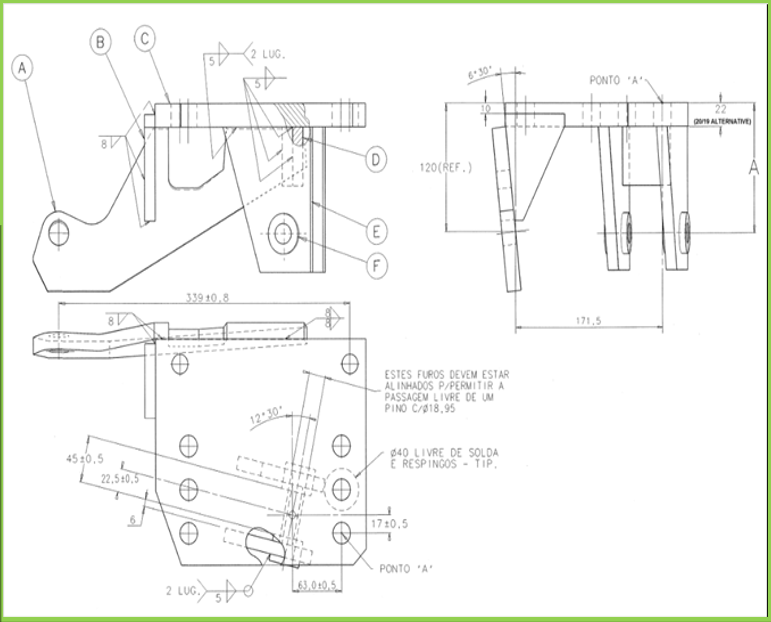 A
B
C
5
2 LUG.
5
8
D
E
F
6°30'
PONTO 'A'
10
22
(20/19 ALTERNATIVE)
120(REF.)
A
171,5
339±0,8
8
8
8
ESTES FUROS DEVEM ESTAR
ALINHADOS P/PERMITIR A
PASSAGEM LIVRE DE UM
PINO C/Ø18,95
12°30'
Ø40 LIVRE DE SOLDA
E RESPINGOS - TIP.
45±0,5
22,5±0,5
6
17±0,5
PONTO 'A'
2 LUG.
5
63,0±0,5